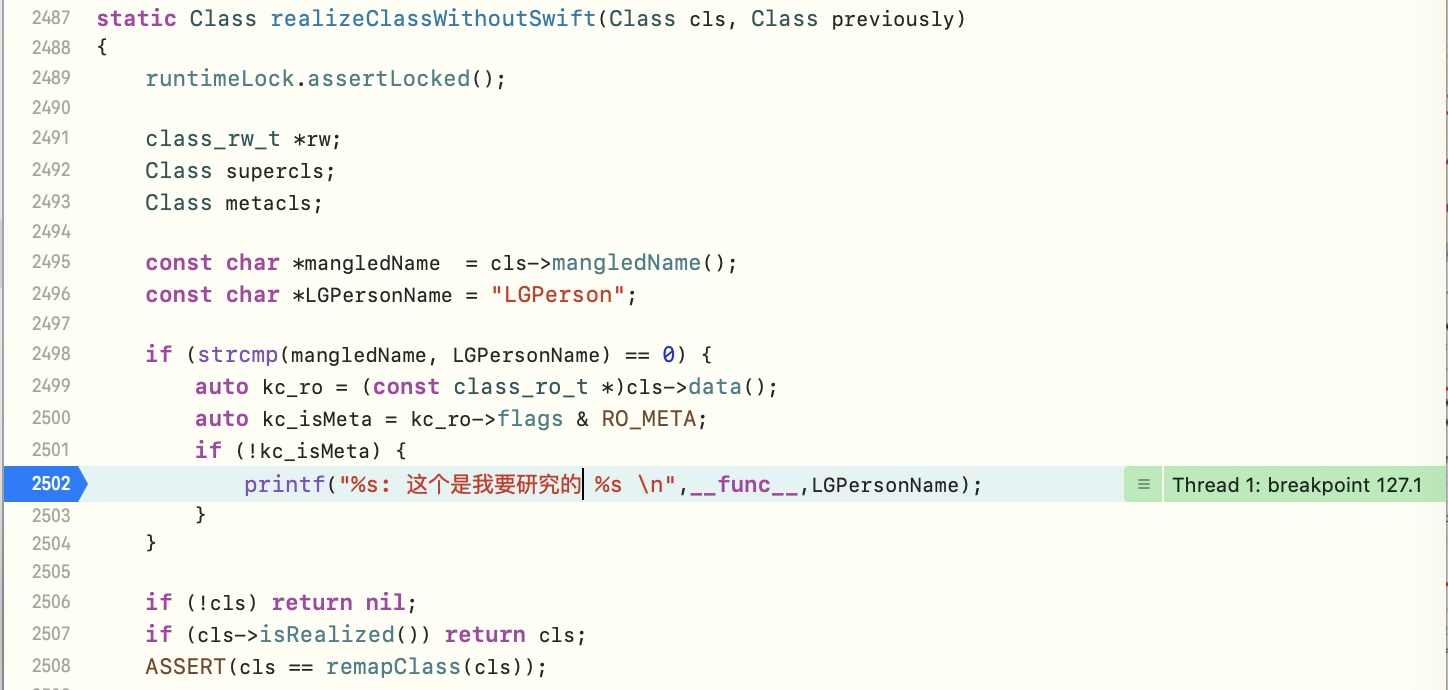 2487 static Class realizeClassWithoutSwift(Class cls, Class previously)
2488 {
2489     runtimeLock.assertLocked();
2490
2491     class_rw_t *rw;
2492     Class supercls;
2493     Class metacls;
2494
2495     const char *mangledName  = cls->mangledName();
2496     const char *LGPersonName = "LGPerson";
2497
2498     if (strcmp(mangledName, LGPersonName) == 0) {
2499         auto kc_ro = (const class_ro_t *)cls->data();
2500         auto kc_isMeta = kc_ro->flags & RO_META;
2501         if (!kc_isMeta) {
2502             printf("%s: 这个是我要研究的 %s \n",__func__,LGPersonName); Thread 1: breakpoint 127.1
2503         }
2504     }
2505
2506     if (!cls) return nil;
2507     if (cls->isRealized()) return cls;
2508     ASSERT(cls == remapClass(cls));